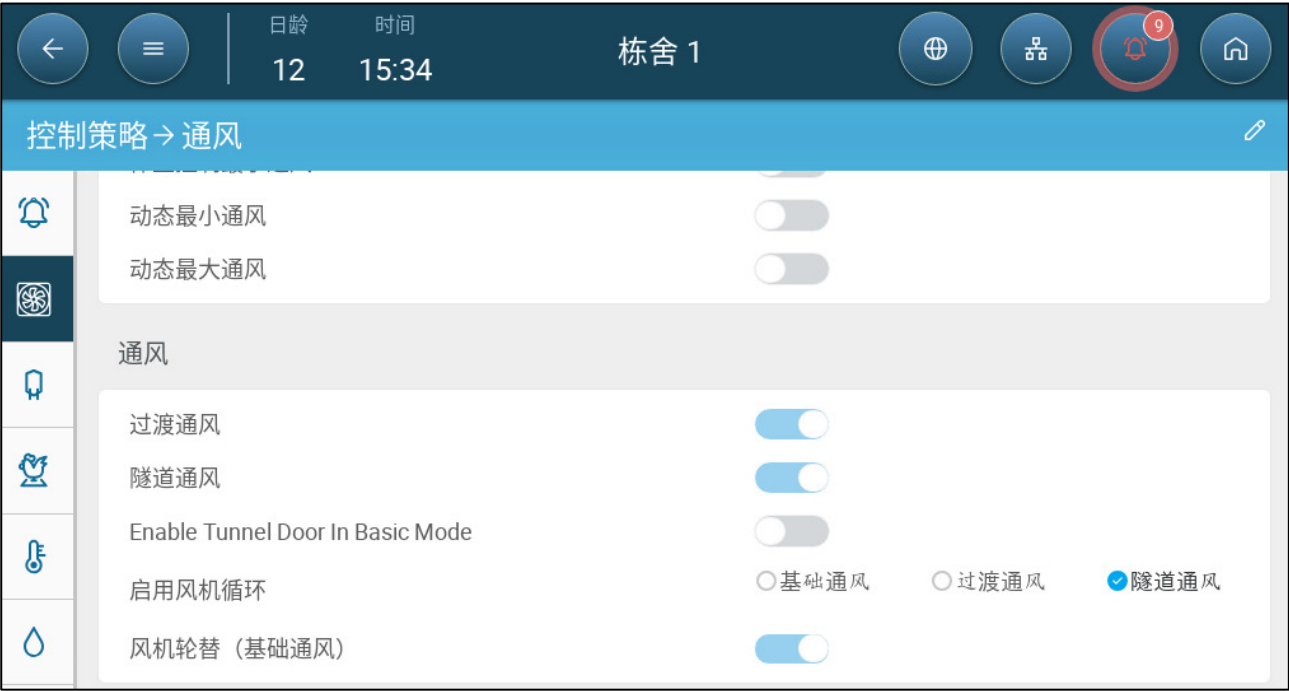 日龄 时间 9
12 15:34 栋舍 1
控制策略→通风
动态最小通风
动态最大通风
通风
过渡通风
隧道通风
Enable Tunnel Door In Basic Mode
启用风机循环 基础通风 过渡通风 隧道通风
风机轮替（基础通风）